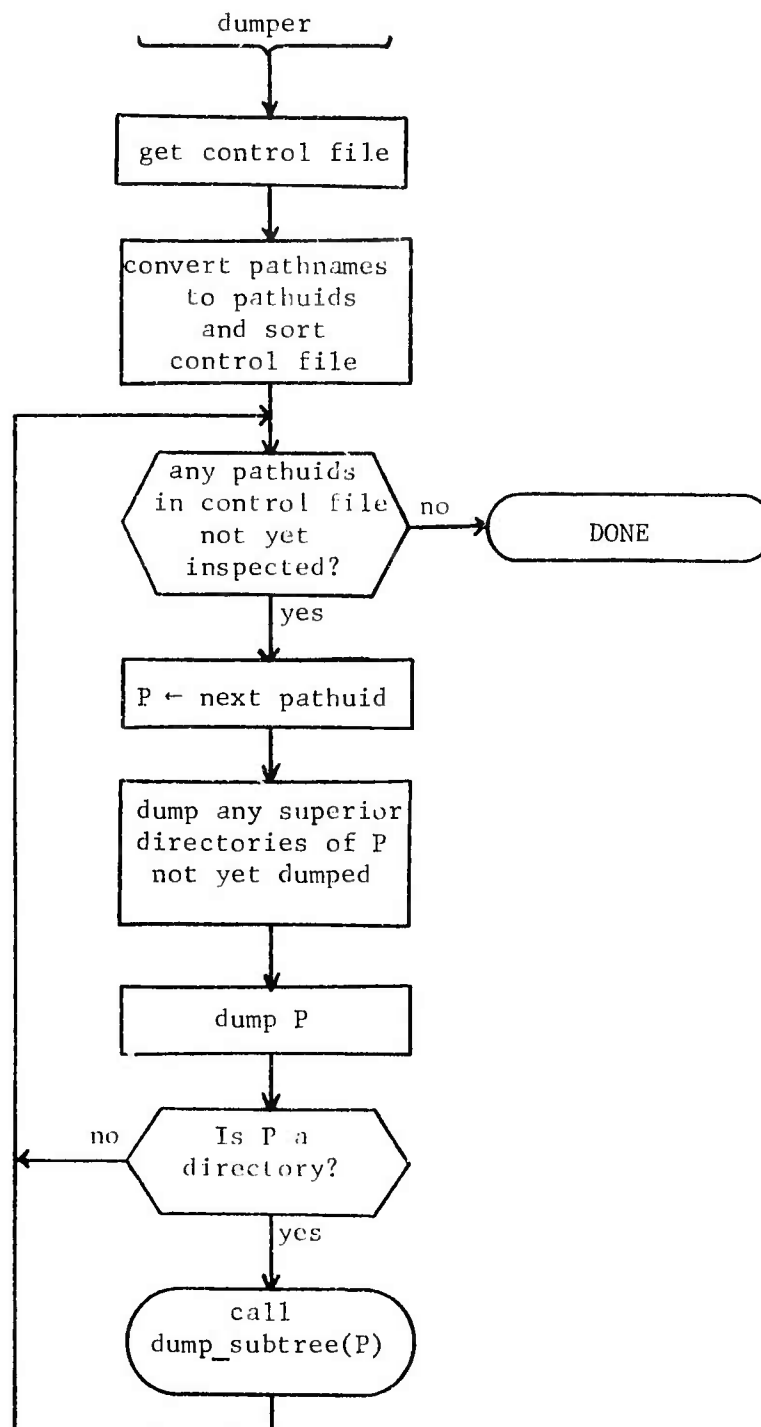 dumper
get control file
convert pathnames
to pathuids
and sort
control file
any pathuids
in control file
not yet
inspected?
no
DONE
yes
P ← next pathuid
dump any superior
directories of P
not yet dumped
dump P
Is P a
directory?
no
yes
call
dump_subtree(P)